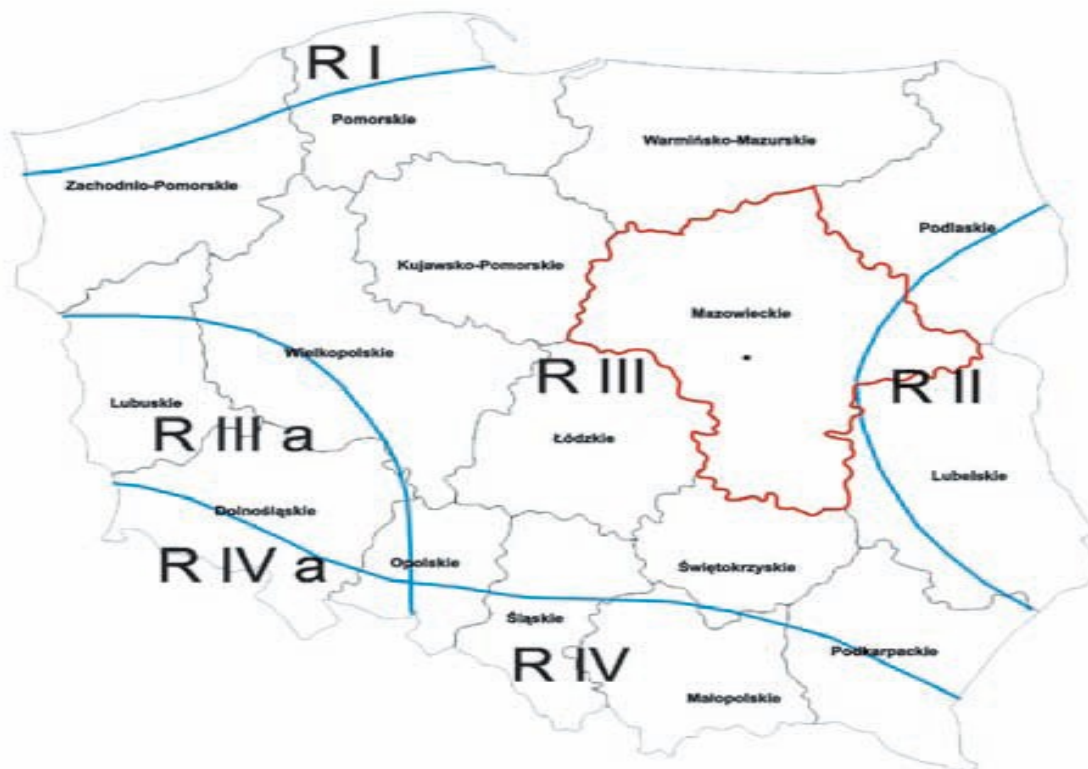 R I
Pomorskie
Warmińsko-Mazurskie
Zachodnio-Pomorskie
Podlaskie
Kujawsko-Pomorskie
Mazowieckie
Wielkopolskie
R III
R II
Lubuskie
R III a
Łódzkie
Lubelskie
Dolnośląskie
R IV a
Opolskie
Świętokrzyskie
Śląskie
R IV
Podkarpackie
Małopolskie